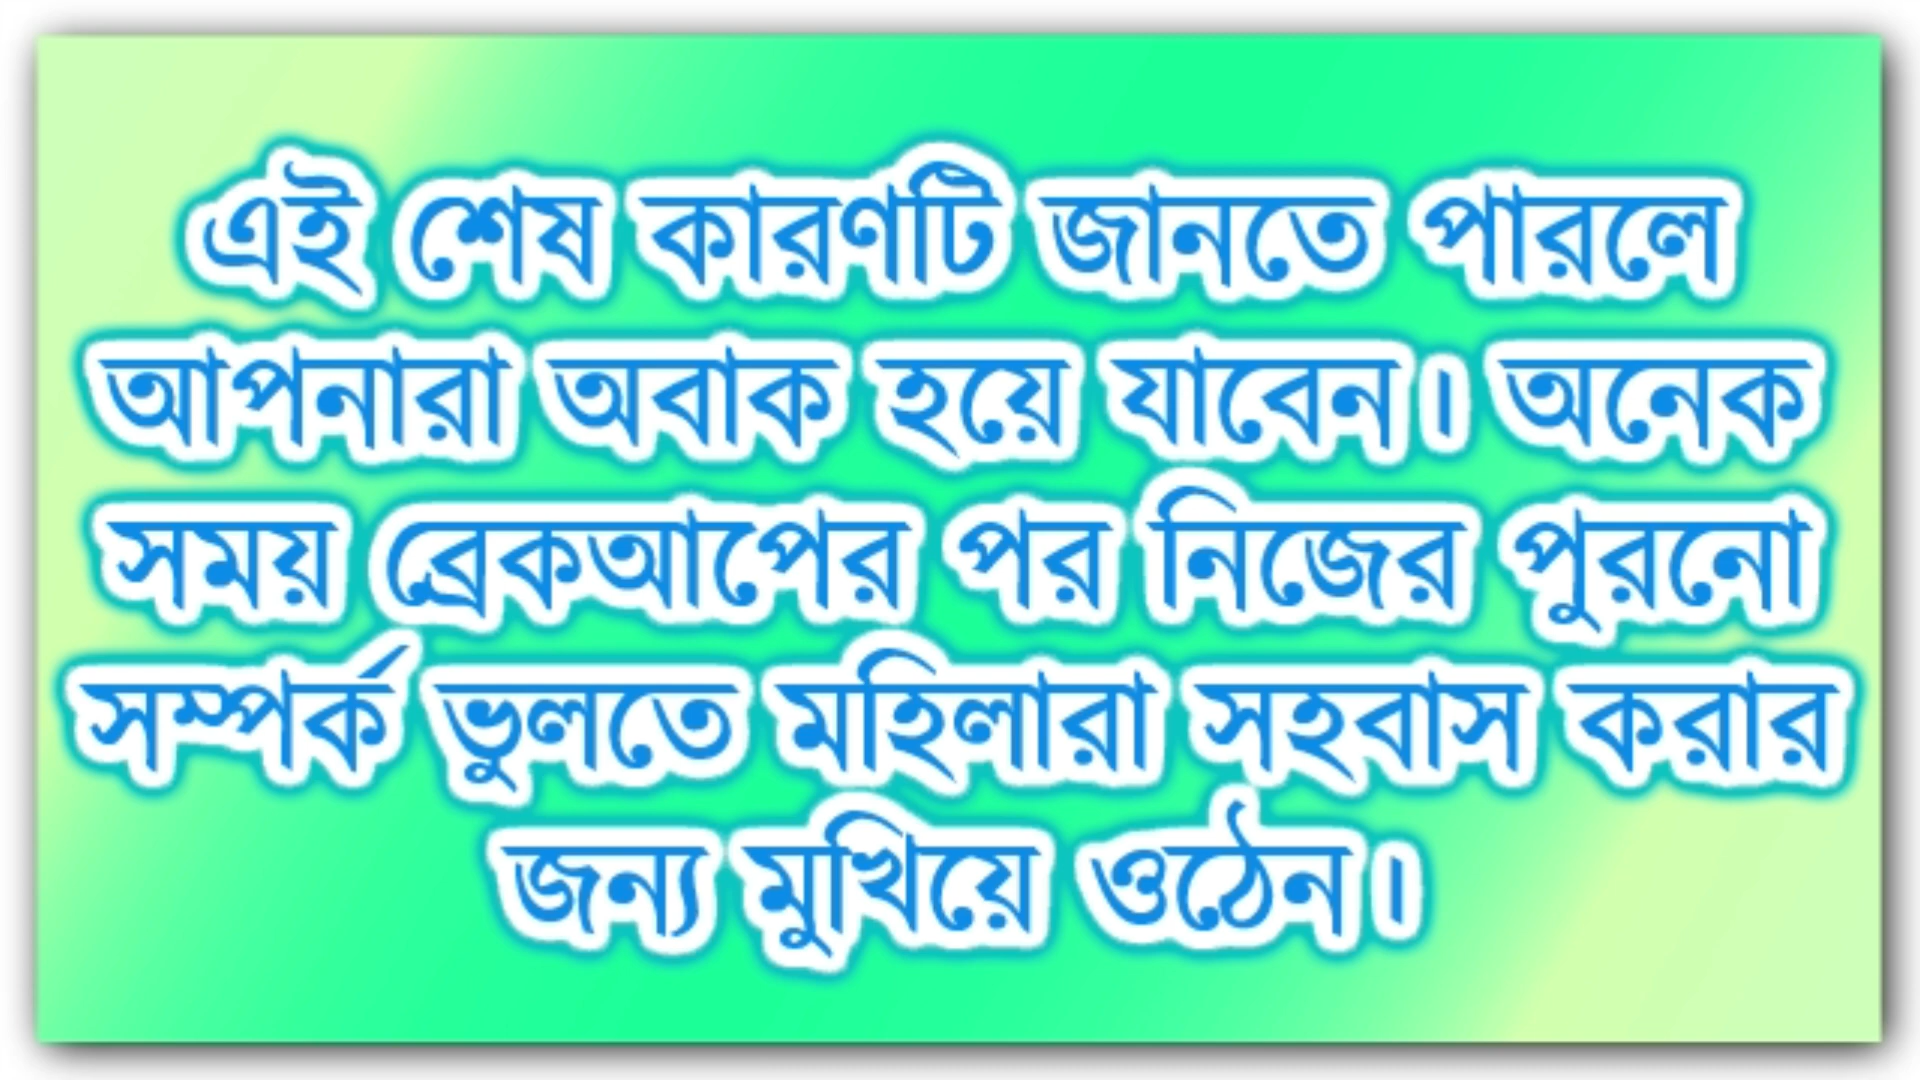 এই শেষ কারণটি জানতে পারলে
আপনারা অবাক হয়ে যাবেন। অনেক
সময় ব্রেকআপের পর নিজের পুরনো
সম্পর্ক ভুলতে মহিলারা সহবাস করার
জন্য মুখিয়ে ওঠেন।